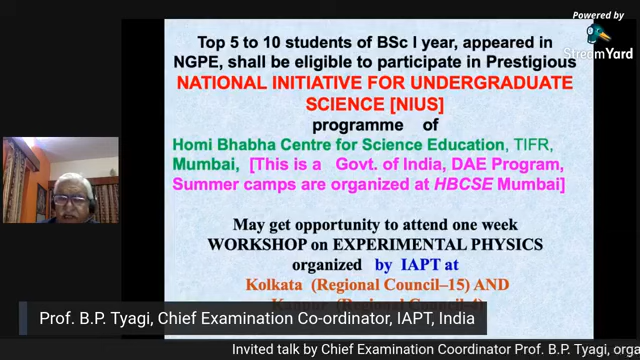 Powered by
StreamYard
Top 5 to 10 students of BSc I year, appeared in
NGPE, shall be eligible to participate in Prestigious
NATIONAL INITIATIVE FOR UNDERGRADUATE
SCIENCE [NIUS]
programme of
Homi Bhabha Centre for Science Education, TIFR,
Mumbai, [This is a Govt. of India, DAE Program,
Summer camps are organized at HBCSE Mumbai]
May get opportunity to attend one week
WORKSHOP on EXPERIMENTAL PHYSICS
organized by IAPT at
Kolkata (Regional Council–15) AND
Prof. B.P. Tyagi, Chief Examination Co-ordinator, IAPT, India
Invited talk by Chief Examination Coordinator Prof. B.P. Tyagi, orga